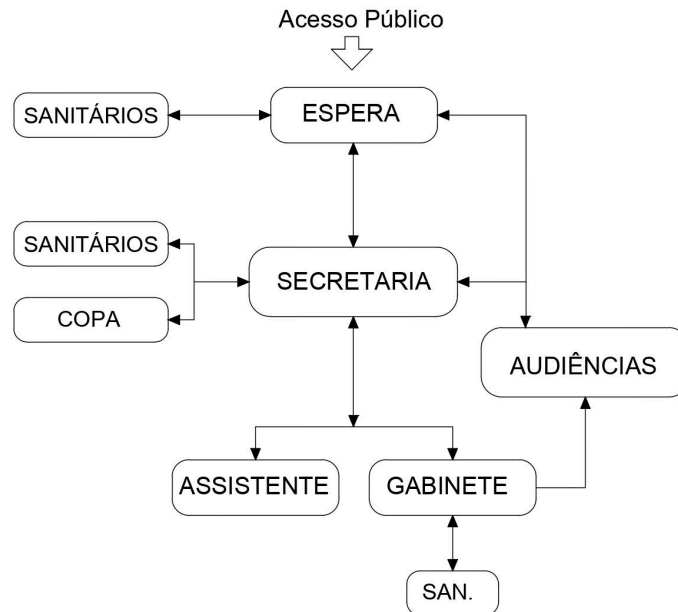 Acesso Público
SANITÁRIOS
ESPERA
SANITÁRIOS
SECRETARIA
COPA
AUDIÊNCIAS
ASSISTENTE
GABINETE
SAN.